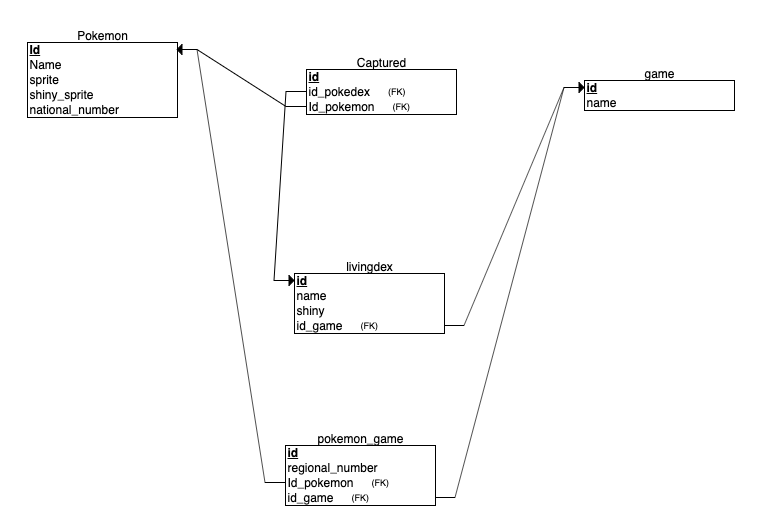 Pokemon
Id
Name
sprite
shiny_sprite
national_number
Captured
id
id_pokedex (FK)
Id_pokemon (FK)
game
id
name
livingdex
id
name
shiny
id_game (FK)
pokemon_game
id
regional_number
Id_pokemon (FK)
id_game (FK)